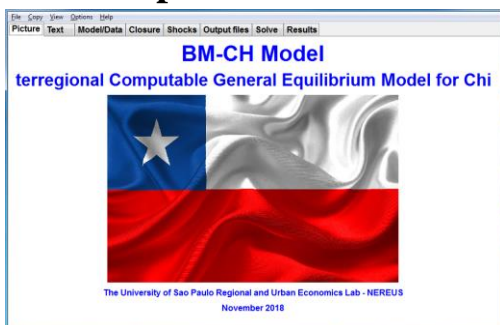 File Copy View Options Help
Picture Text Model/Data Closure Shocks Output files Solve Results
BM-CH Model
terregional Computable General Equilibrium Model for Chi
The University of Sao Paulo Regional and Urban Economics Lab - NEREUS
November 2018